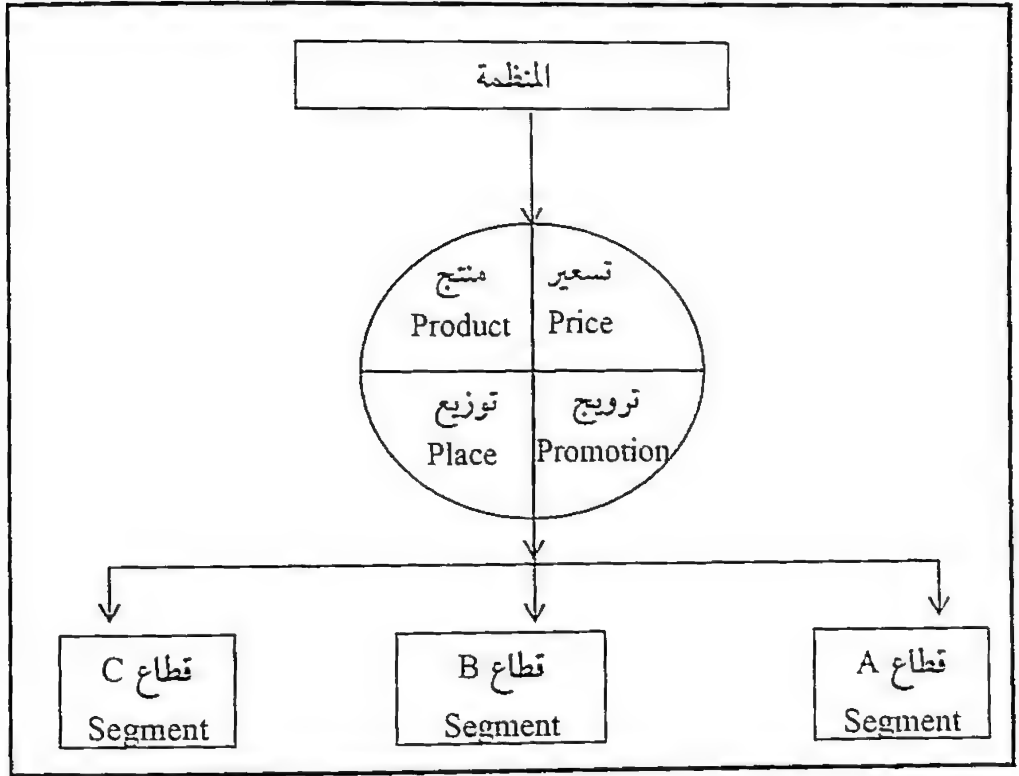 المنظمة
تسعير
Price
منتج
Product
ترويج
Promotion
توزيع
Place
قطاع A
Segment
قطاع B
Segment
قطاع C
Segment